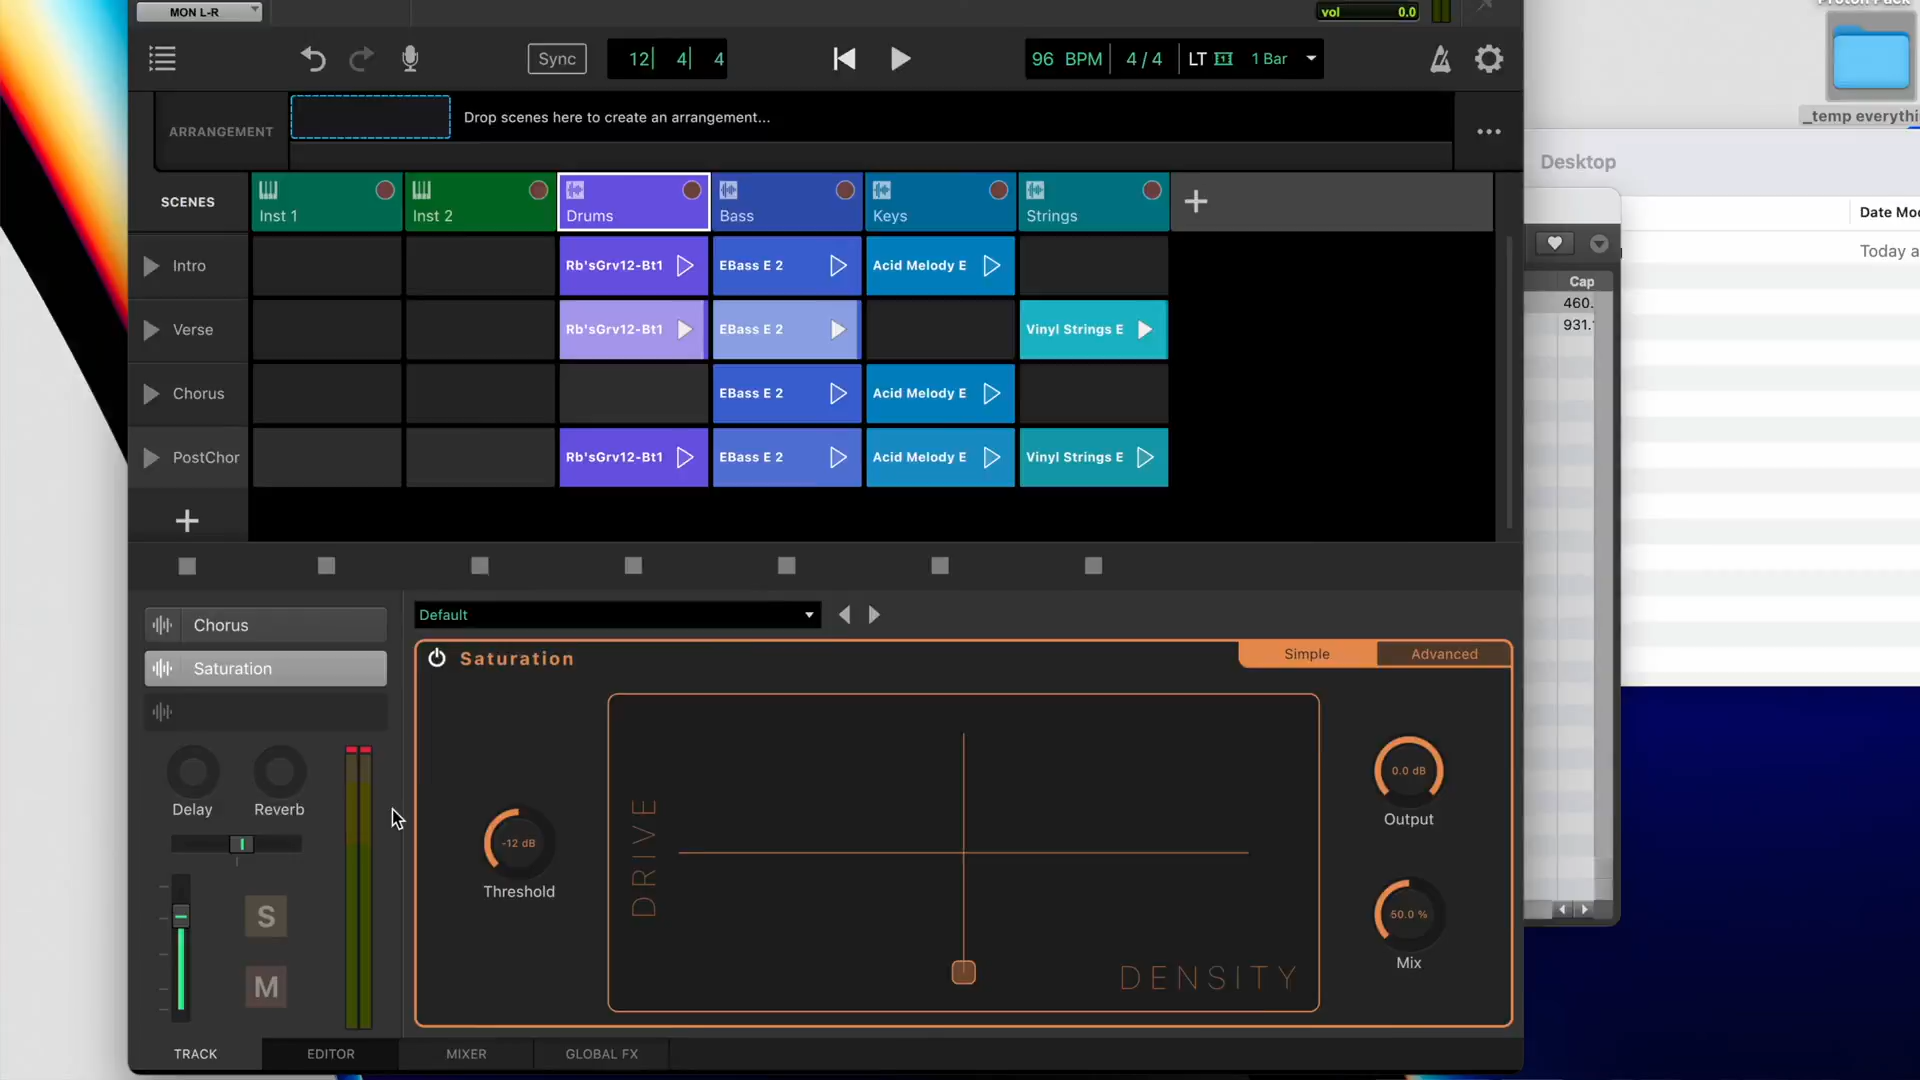 MON L-R
vol 0.0
Sync
12| 4| 4
96 BPM
4 / 4
LT
1 Bar
ARRANGEMENT
Drop scenes here to create an arrangement...
SCENES
Inst 1
Inst 2
Drums
Bass
Keys
Strings
Intro
Rb'sGrv12-Bt1
EBass E 2
Acid Melody E
Verse
Rb'sGrv12-Bt1
EBass E 2
Vinyl Strings E
Chorus
EBass E 2
Acid Melody E
PostChor
Rb'sGrv12-Bt1
EBass E 2
Acid Melody E
Vinyl Strings E
Chorus
Saturation
Delay
Reverb
S
M
Default
Saturation
Simple
Advanced
-12 dB
Threshold
DRIVE
DENSITY
0.0 dB
Output
50.0 %
Mix
TRACK
EDITOR
MIXER
GLOBAL FX
_temp everythi
Desktop
Date Mo
Today a
Cap
460.
931.